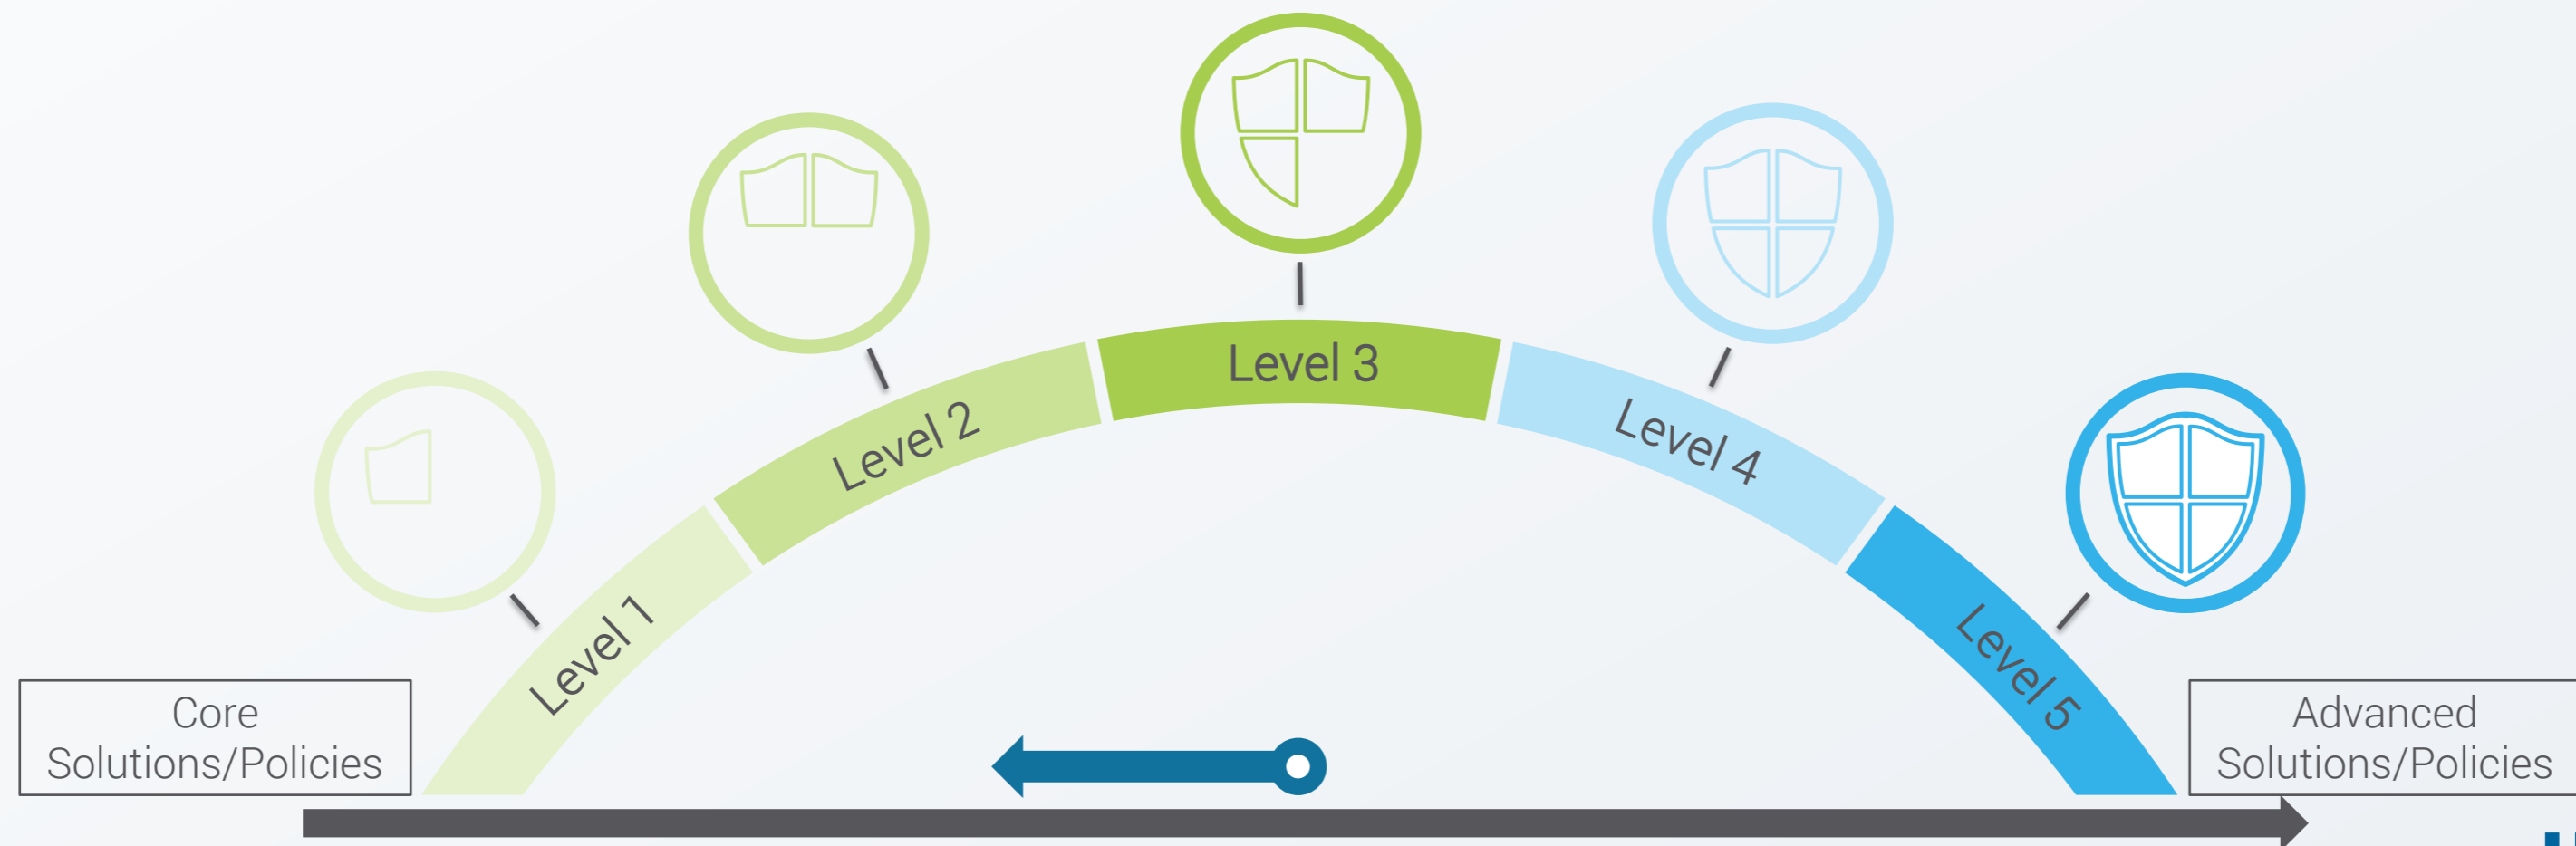 Level 1
Level 2
Level 3
Level 4
Level 5
Core
Solutions/Policies
Advanced
Solutions/Policies